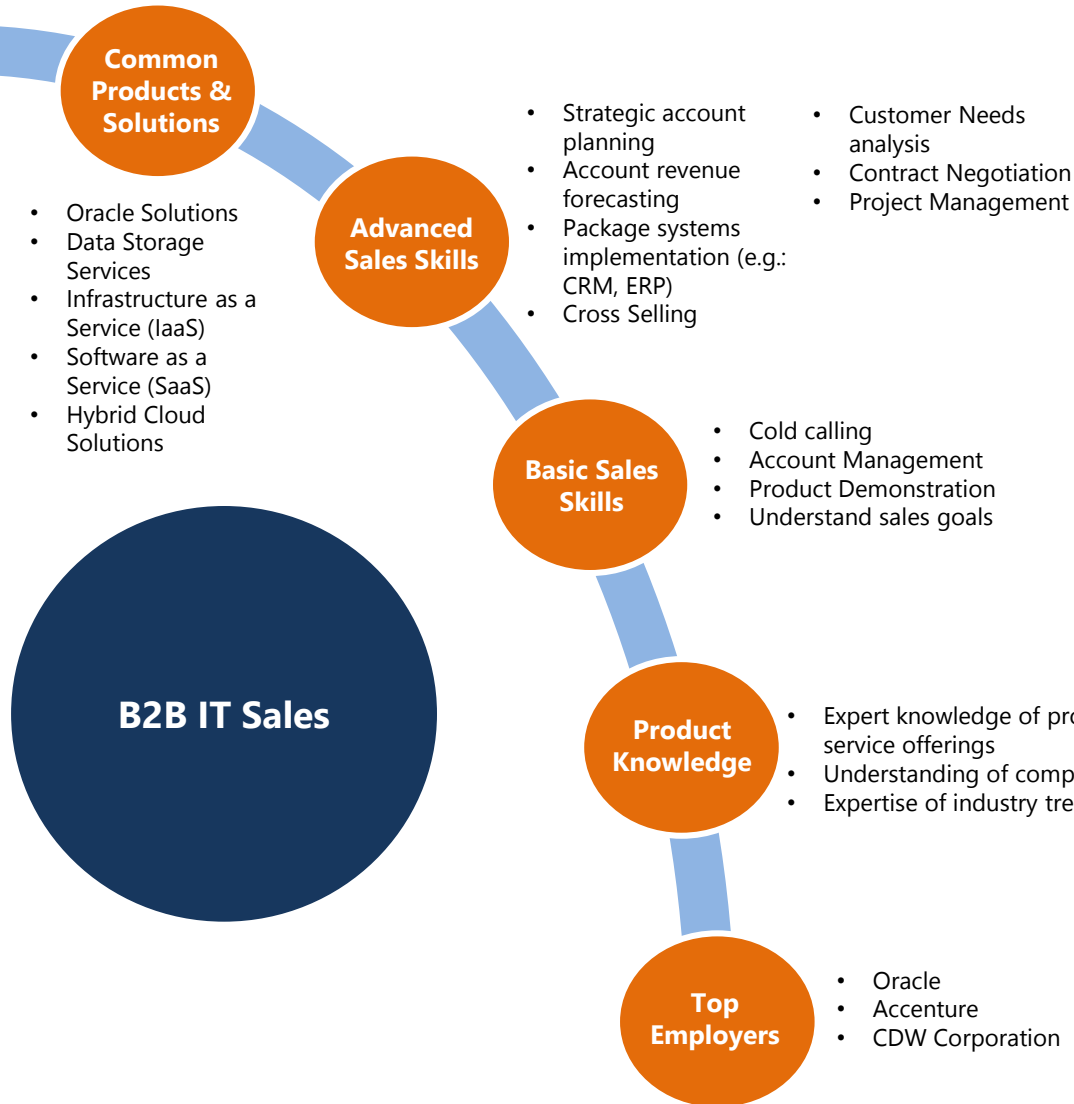 Common
Products &
Solutions
• Oracle Solutions
• Data Storage
Services
• Infrastructure as a
Service (IaaS)
• Software as a
Service (SaaS)
• Hybrid Cloud
Solutions
Advanced
Sales Skills
• Strategic account
planning
• Account revenue
forecasting
• Package systems
implementation (e.g.:
CRM, ERP)
• Cross Selling
• Customer Needs
analysis
• Contract Negotiation
• Project Management
Basic Sales
Skills
• Cold calling
• Account Management
• Product Demonstration
• Understand sales goals
B2B IT Sales
Product
Knowledge
• Expert knowledge of
service offerings
• Understanding of
• Expertise of industry
Top
Employers
• Oracle
• Accenture
• CDW Corporation